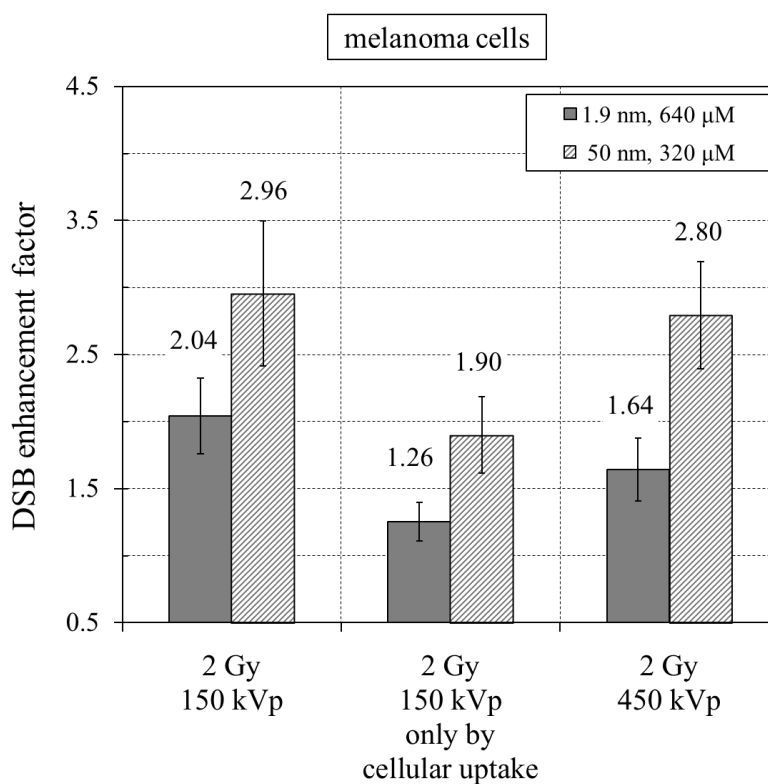 melanoma cells
4.5
3.5
2.5
1.5
0.5
DSB enhancement factor
1.9 nm, 640 μM
50 nm, 320 μM
2.04
2.96
1.26
1.90
1.64
2.80
2 Gy
150 kVp
2 Gy
150 kVp
only by
cellular uptake
2 Gy
450 kVp